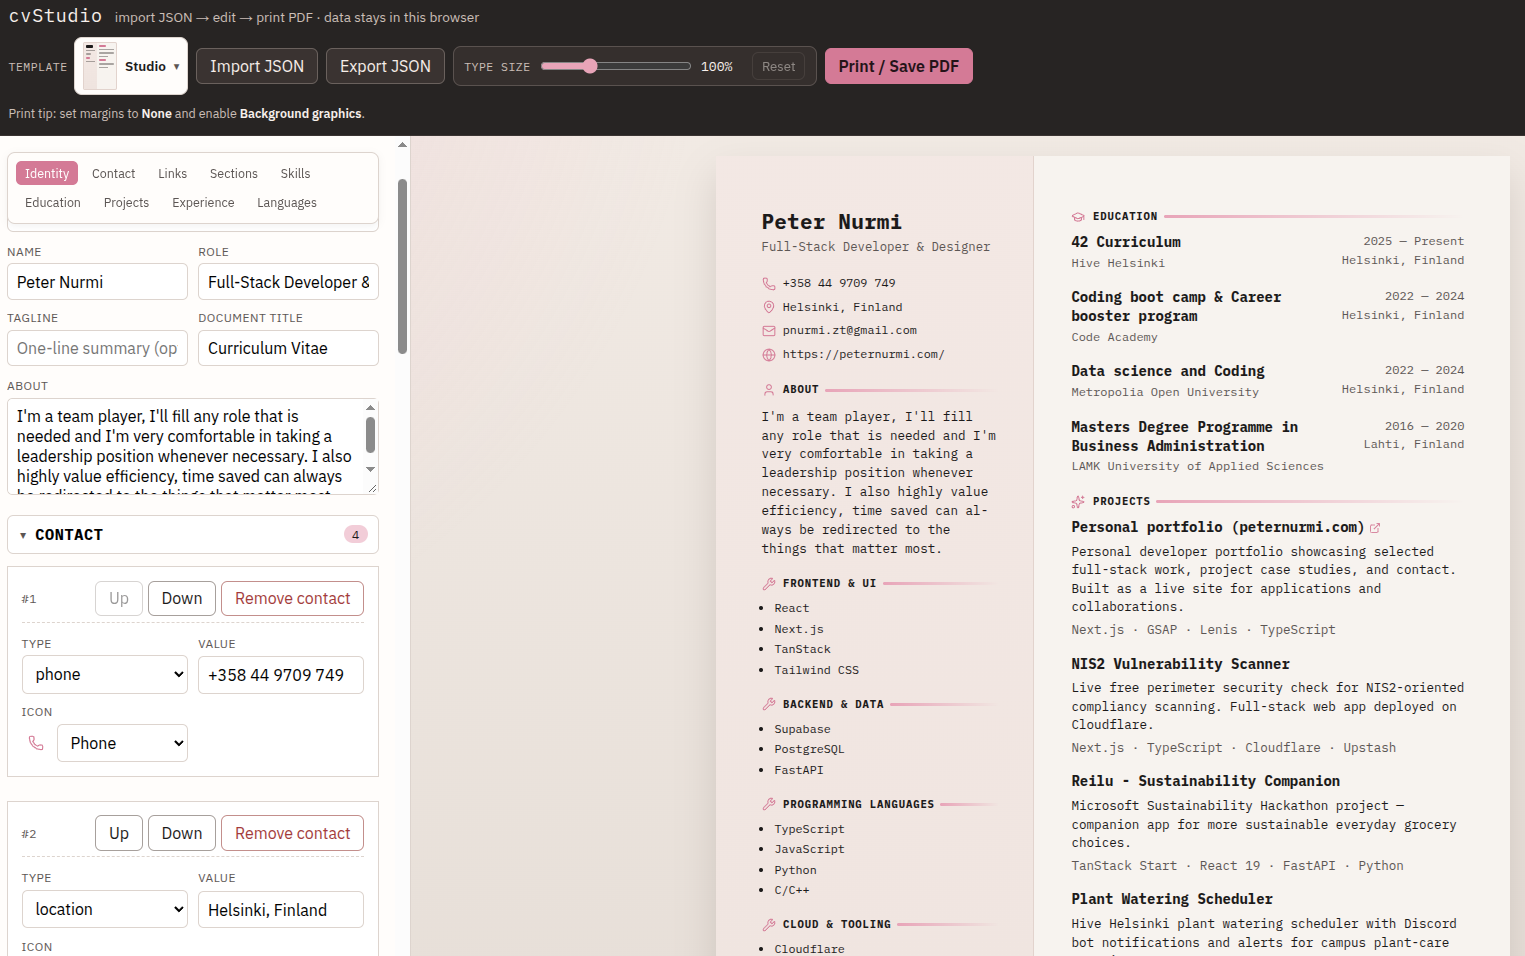 cvStudio import JSON → edit → print PDF · data stays in this browser
TEMPLATE Studio ▾ Import JSON Export JSON TYPE SIZE 100% Reset Print / Save PDF
Print tip: set margins to None and enable Background graphics.
Identity Contact Links Sections Skills
Education Projects Experience Languages
NAME ROLE
Peter Nurmi Full-Stack Developer &
TAGLINE DOCUMENT TITLE
One-line summary (op Curriculum Vitae
ABOUT
I'm a team player, I'll fill any role that is
needed and I'm very comfortable in taking a
leadership position whenever necessary. I also
highly value efficiency, time saved can always
be redirected to the things that matter most.
▾ CONTACT 4
#1 Up Down Remove contact
TYPE VALUE
phone +358 44 9709 749
ICON
Phone
#2 Up Down Remove contact
TYPE VALUE
location Helsinki, Finland
ICON
Peter Nurmi
Full-Stack Developer & Designer
+358 44 9709 749
Helsinki, Finland
pnurmi.zt@gmail.com
https://peternurmi.com/
ABOUT
I'm a team player, I'll fill
any role that is needed and I'm
very comfortable in taking a
leadership position whenever
necessary. I also highly value
efficiency, time saved can al-
ways be redirected to the
things that matter most.
FRONTEND & UI
• React
• Next.js
• TanStack
• Tailwind CSS
BACKEND & DATA
• Supabase
• PostgreSQL
• FastAPI
PROGRAMMING LANGUAGES
• TypeScript
• JavaScript
• Python
• C/C++
CLOUD & TOOLING
• Cloudflare
EDUCATION
42 Curriculum 2025 — Present
Hive Helsinki Helsinki, Finland
Coding boot camp & Career 2022 — 2024
booster program Helsinki, Finland
Code Academy
Data science and Coding 2022 — 2024
Metropolia Open University Helsinki, Finland
Masters Degree Programme in 2016 — 2020
Business Administration Lahti, Finland
LAMK University of Applied Sciences
PROJECTS
Personal portfolio (peternurmi.com)
Personal developer portfolio showcasing selected
full-stack work, project case studies, and contact.
Built as a live site for applications and
collaborations.
Next.js · GSAP · Lenis · TypeScript
NIS2 Vulnerability Scanner
Live free perimeter security check for NIS2-oriented
compliancy scanning. Full-stack web app deployed on
Cloudflare.
Next.js · TypeScript · Cloudflare · Upstash
Reilu - Sustainability Companion
Microsoft Sustainability Hackathon project —
companion app for more sustainable everyday grocery
choices.
TanStack Start · React 19 · FastAPI · Python
Plant Watering Scheduler
Hive Helsinki plant watering scheduler with Discord
bot notifications and alerts for campus plant-care